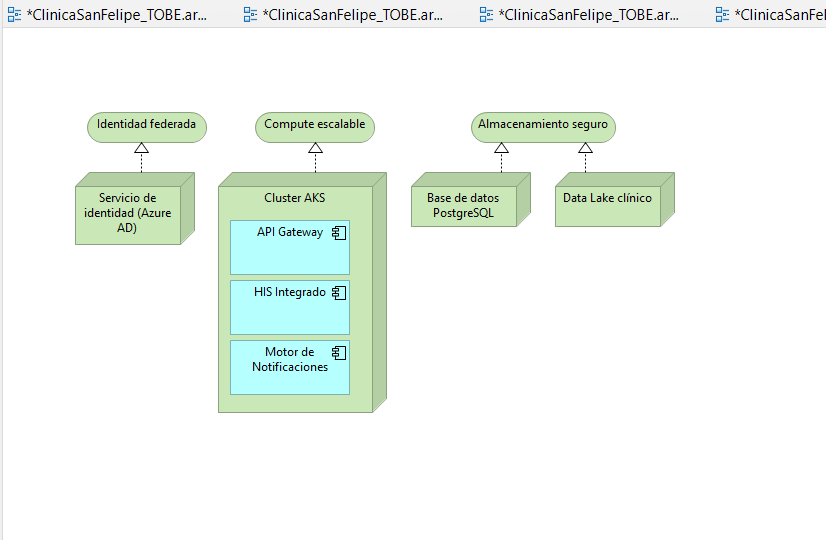 *ClinicaSanFelipe_TOBE.ar...
*ClinicaSanFelipe_TOBE.ar...
*ClinicaSanFelipe_TOBE.ar...
*ClinicaSanFel
Identidad federada
Compute escalable
Almacenamiento seguro
Servicio de
identidad (Azure
AD)
Cluster AKS
API Gateway
HIS Integrado
Motor de
Notificaciones
Base de datos
PostgreSQL
Data Lake clínico